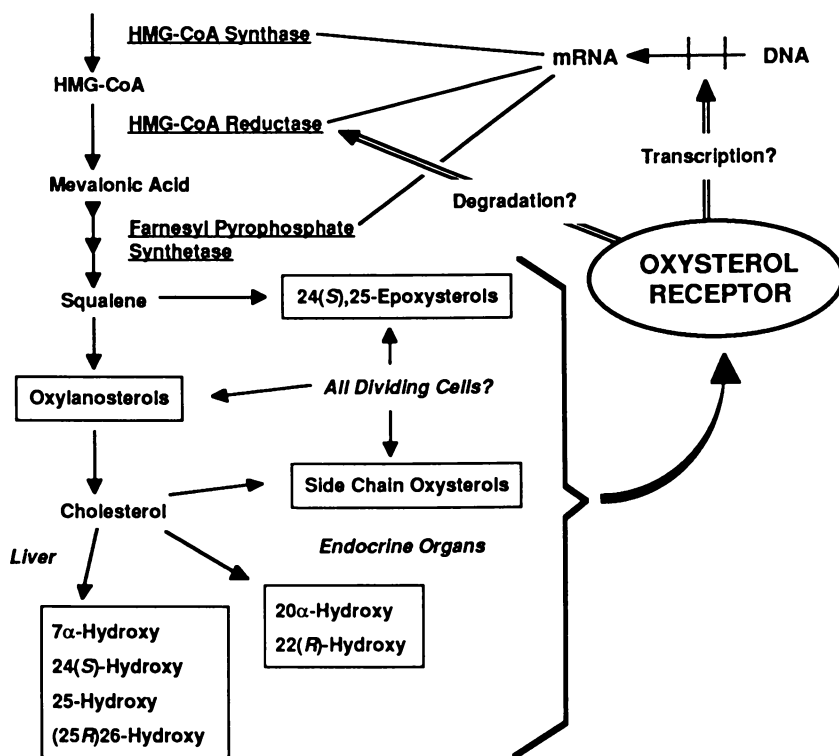 HMG-CoA Synthase
mRNA
DNA
HMG-CoA
HMG-CoA Reductase
Transcription?
Mevalonic Acid
Degradation?
Farnesyl Pyrophosphate
Synthetase
OXYSTEROL
RECEPTOR
Squalene
24(S),25-Epoxysterols
Oxylanosterols
All Dividing Cells?
Side Chain Oxysterols
Cholesterol
Liver
Endocrine Organs
7α-Hydroxy
24(S)-Hydroxy
25-Hydroxy
(25R)26-Hydroxy
20α-Hydroxy
22(R)-Hydroxy